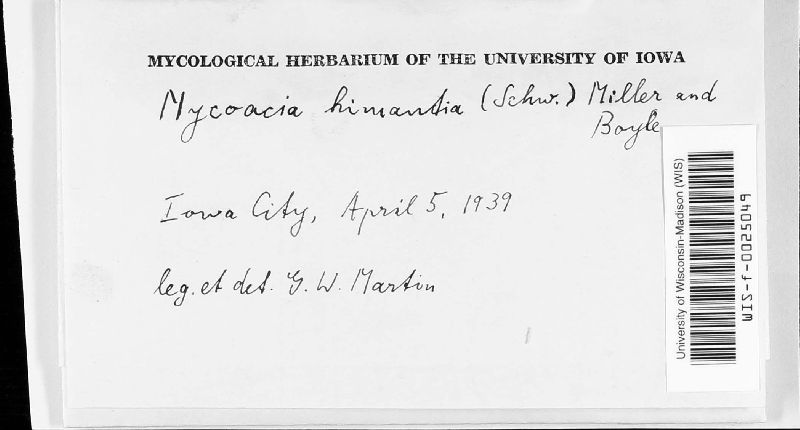 MYCOLOGICAL HERBARIUM OF THE UNIVERSITY OF IOWA
Mycoacia himantia (Schw.) Miller and
Boyle
Iowa City, April 5, 1939
leg. et det. G. W. Martin
University of Wisconsin-Madison (WIS)
WIS-f-0025049